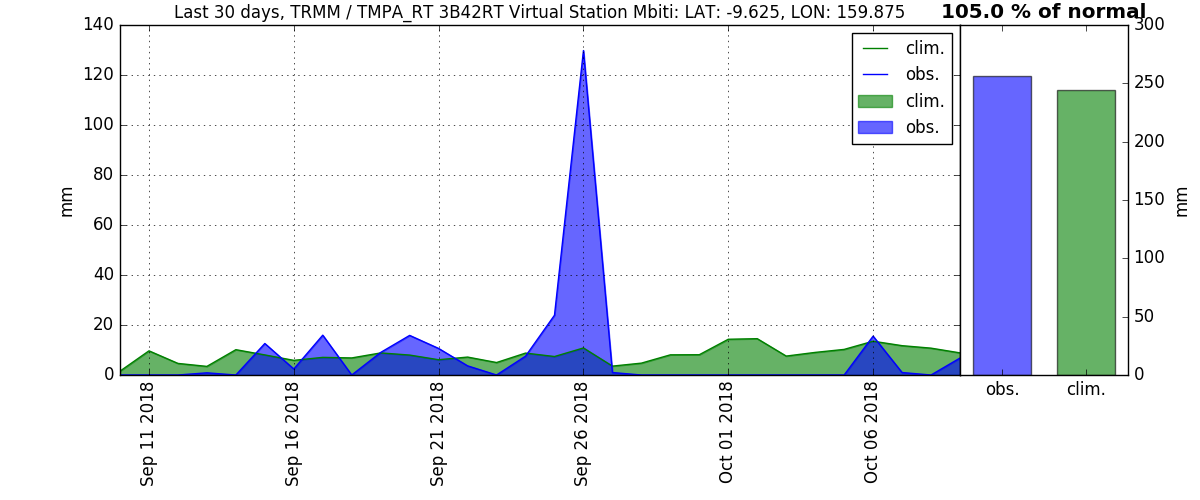 Last 30 days, TRMM / TMPA_RT 3B42RT Virtual Station Mbiti: LAT: -9.625, LON: 159.875
105.0 % of normal
140
120
100
80
60
40
20
0
mm
clim.
obs.
clim.
obs.
300
250
200
150
100
50
0
mm
Sep 11 2018
Sep 16 2018
Sep 21 2018
Sep 26 2018
Oct 01 2018
Oct 06 2018
obs.
clim.